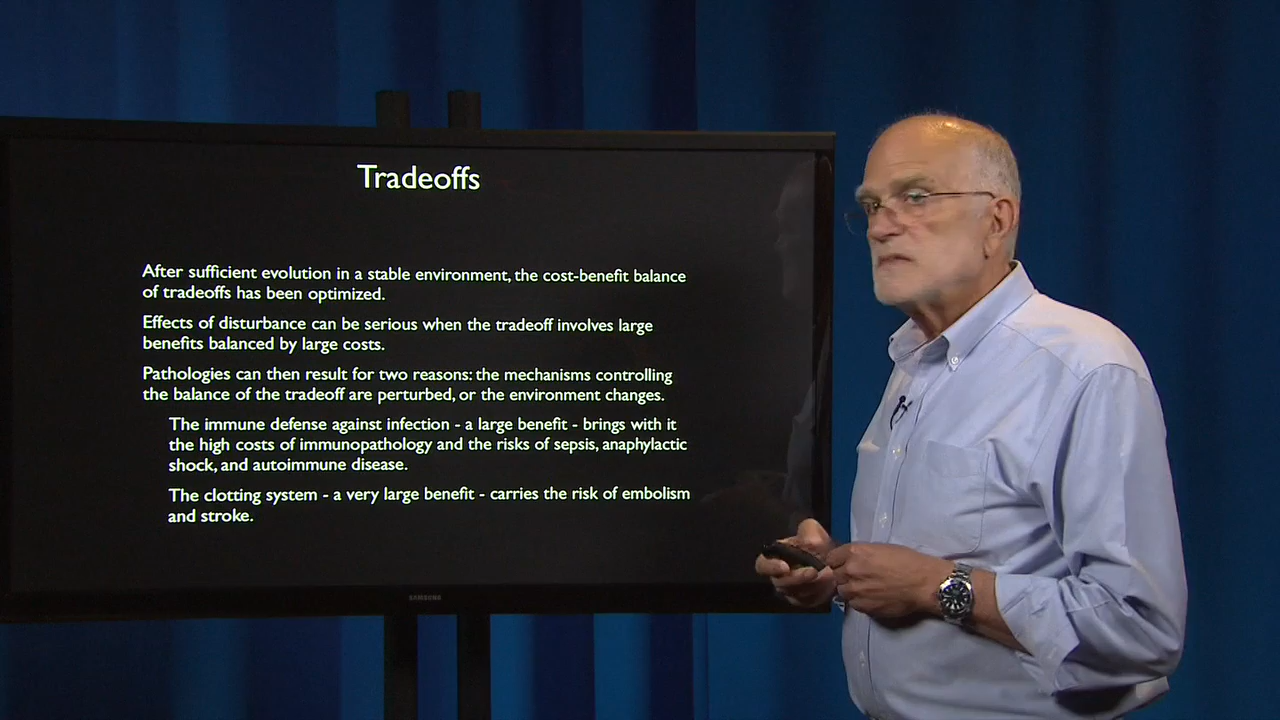 Tradeoffs
After sufficient evolution in a stable environment, the cost-benefit balance
of tradeoffs has been optimized.
Effects of disturbance can be serious when the tradeoff involves large
benefits balanced by large costs.
Pathologies can then result for two reasons: the mechanisms controlling
the balance of the tradeoff are perturbed, or the environment changes.
The immune defense against infection - a large benefit - brings with it
the high costs of immunopathology and the risks of sepsis, anaphylactic
shock, and autoimmune disease.
The clotting system - a very large benefit - carries the risk of embolism
and stroke.
SAMSUNG